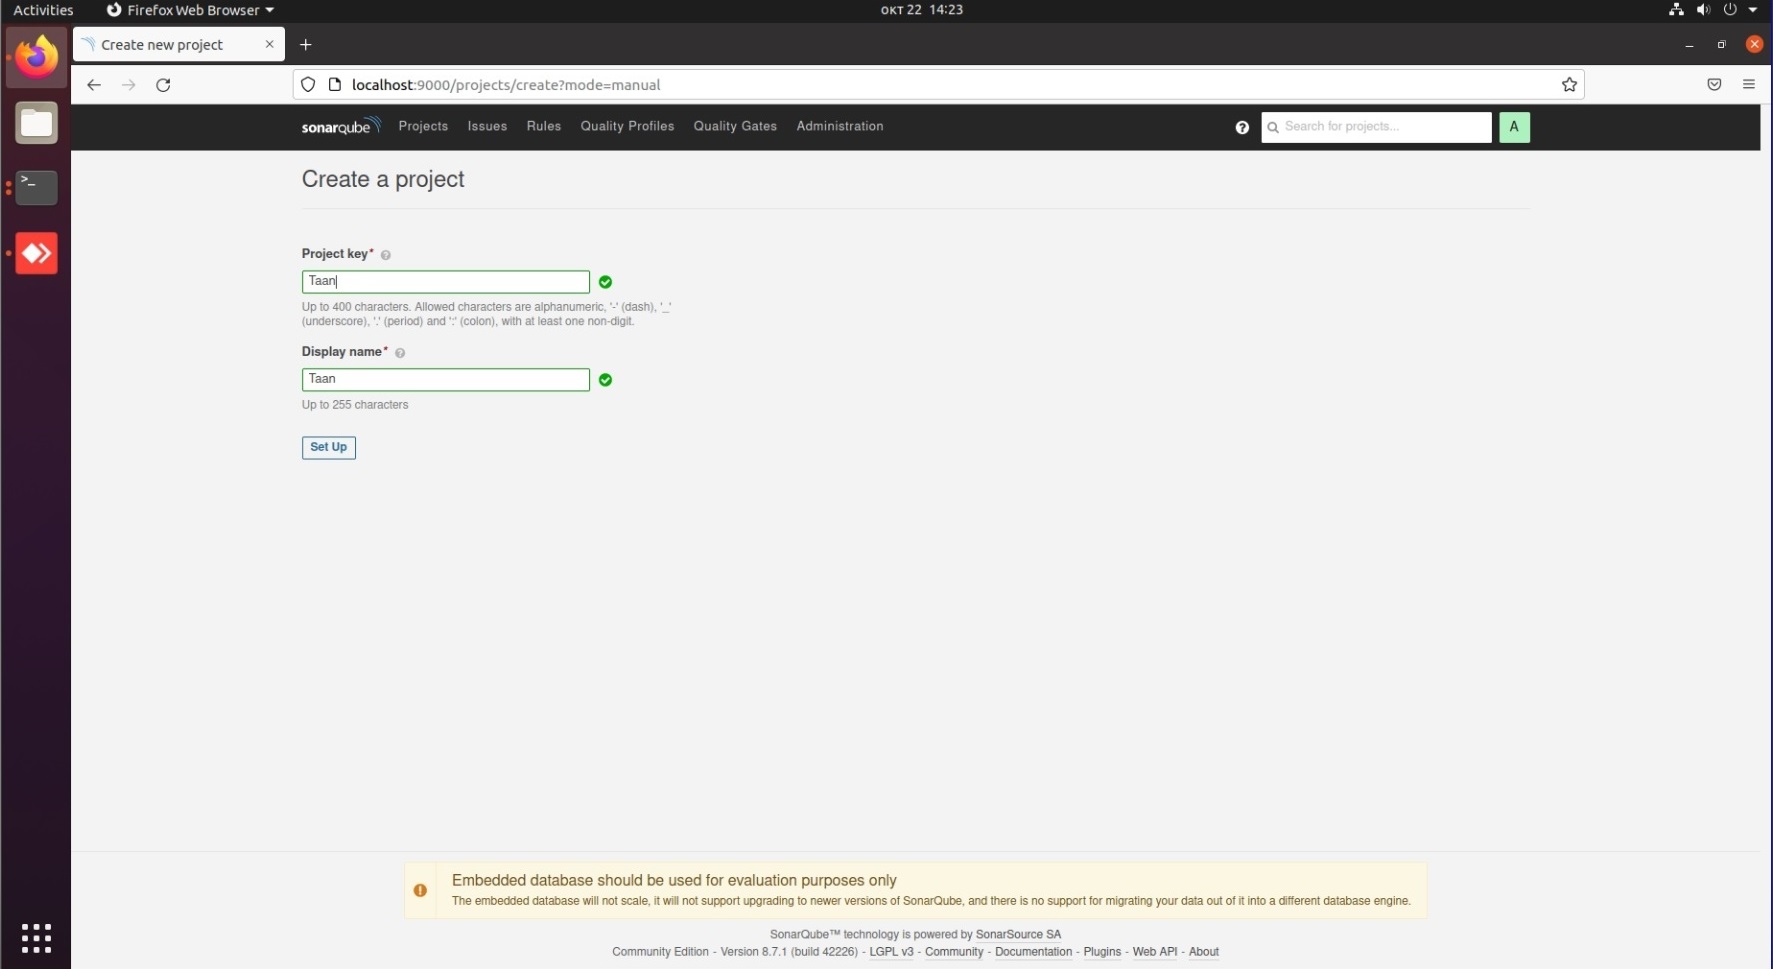 Activities Firefox Web Browser окт 22 14:23
Create new project
localhost:9000/projects/create?mode=manual
sonarqube Projects Issues Rules Quality Profiles Quality Gates Administration Search for projects... A
Create a project
Project key*
Taan
Up to 400 characters. Allowed characters are alphanumeric, '-' (dash), '_'
(underscore), '.' (period) and ':' (colon), with at least one non-digit.
Display name*
Taan
Up to 255 characters
Set Up
Embedded database should be used for evaluation purposes only
The embedded database will not scale, it will not support upgrading to newer versions of SonarQube, and there is no support for migrating your data out of it into a different database engine.
SonarQube™ technology is powered by SonarSource SA
Community Edition - Version 8.7.1 (build 42226) - LGPL v3 - Community - Documentation - Plugins - Web API - About